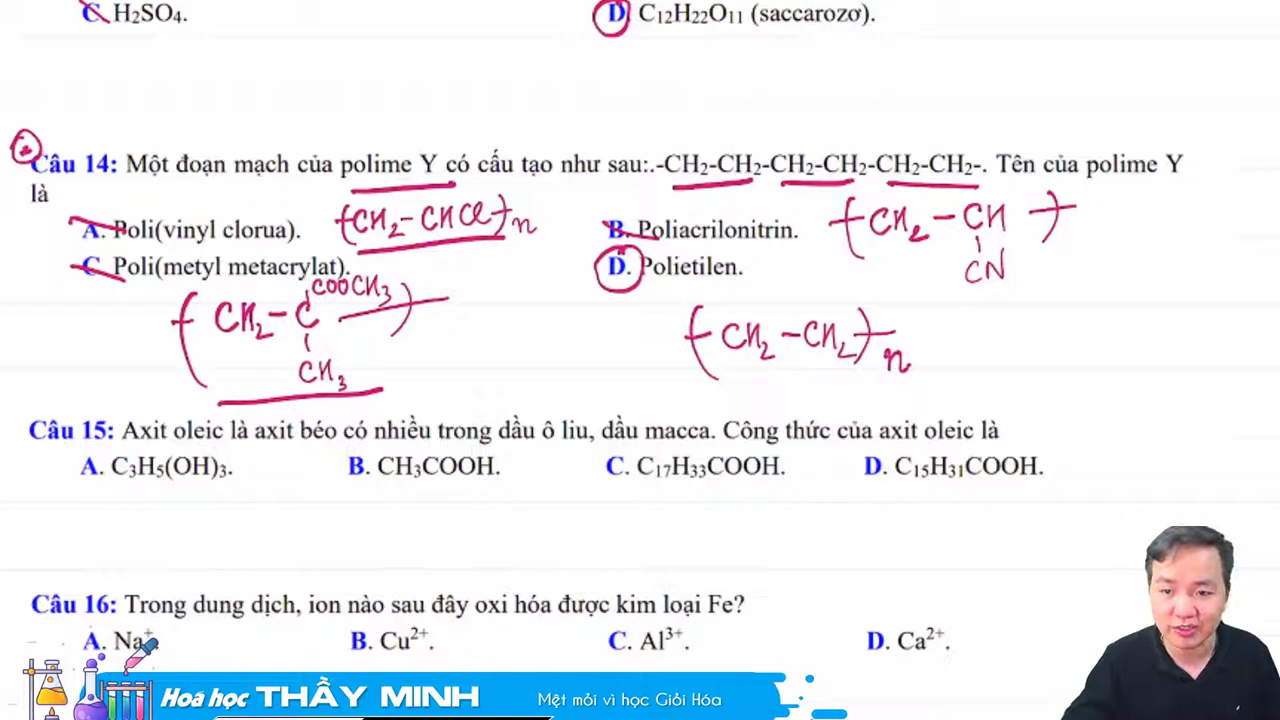 C. H₂SO₄.
D. C₁₂H₂₂O₁₁ (saccarozơ).
Câu 14: Một đoạn mạch của polime Y có cấu tạo như sau:.-CH₂-CH₂-CH₂-CH₂-CH₂-CH₂-. Tên của polime Y
là
A. Poli(vinyl clorua).
(CH₂-CHCl)n
B. Poliacrilonitrin.
(CH₂-CH)
CN
C. Poli(metyl metacrylat).
D. Polietilen.
COOCH₃
(CH₂-C)
CH₃
(CH₂-CH₂)n
Câu 15: Axit oleic là axit béo có nhiều trong dầu ô liu, dầu macca. Công thức của axit oleic là
A. C₃H₅(OH)₃. B. CH₃COOH. C. C₁₇H₃₃COOH. D. C₁₅H₃₁COOH.
Câu 16: Trong dung dịch, ion nào sau đây oxi hóa được kim loại Fe?
A. Na⁺. B. Cu²⁺. C. Al³⁺. D. Ca²⁺.
Hoá học THẦY MINH Mệt mỏi vì học Giỏi Hóa